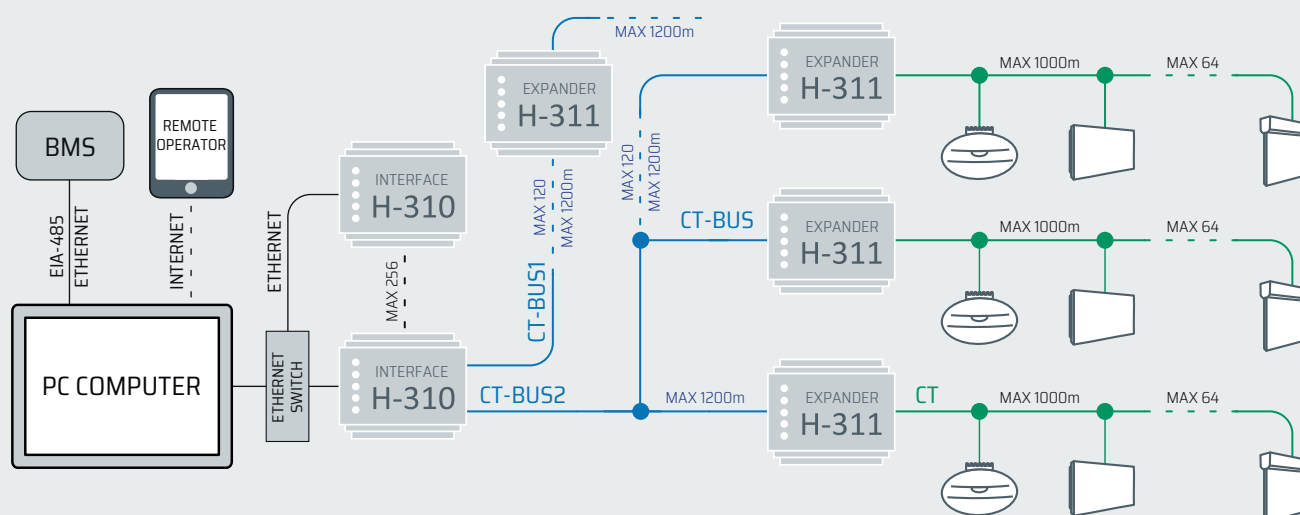 BMS
REMOTE
OPERATOR
EIA-485
ETHERNET
INTERNET
PC COMPUTER
ETHERNET
ETHERNET
SWITCH
INTERFACE
H-310
MAX 256
INTERFACE
H-310
CT-BUS1
CT-BUS2
MAX 120
MAX 1200m
EXPANDER
H-311
MAX 1200m
MAX 120
MAX 1200m
EXPANDER
H-311
MAX 1000m
MAX 64
CT-BUS
EXPANDER
H-311
MAX 1000m
MAX 64
MAX 1200m
EXPANDER
H-311
CT
MAX 1000m
MAX 64